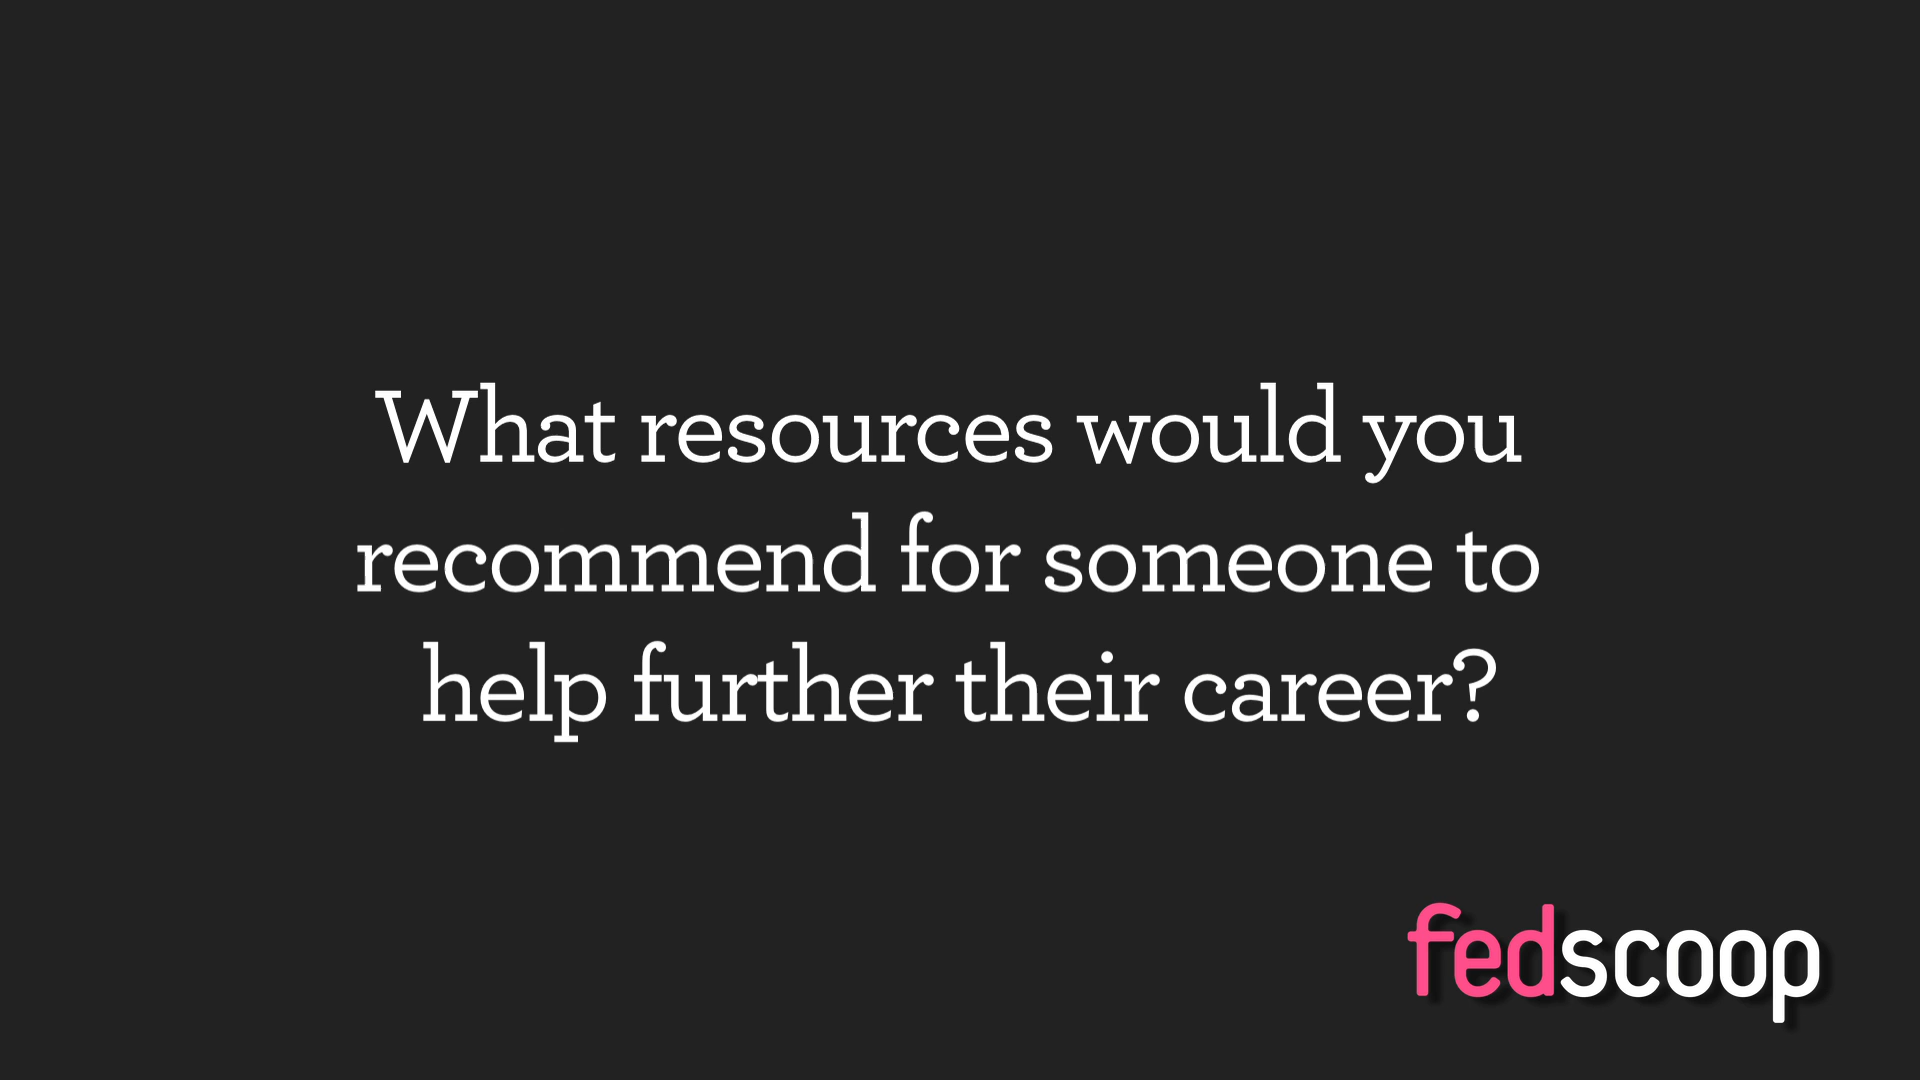 What resources would you
recommend for someone to
help further their career?
fedscoop